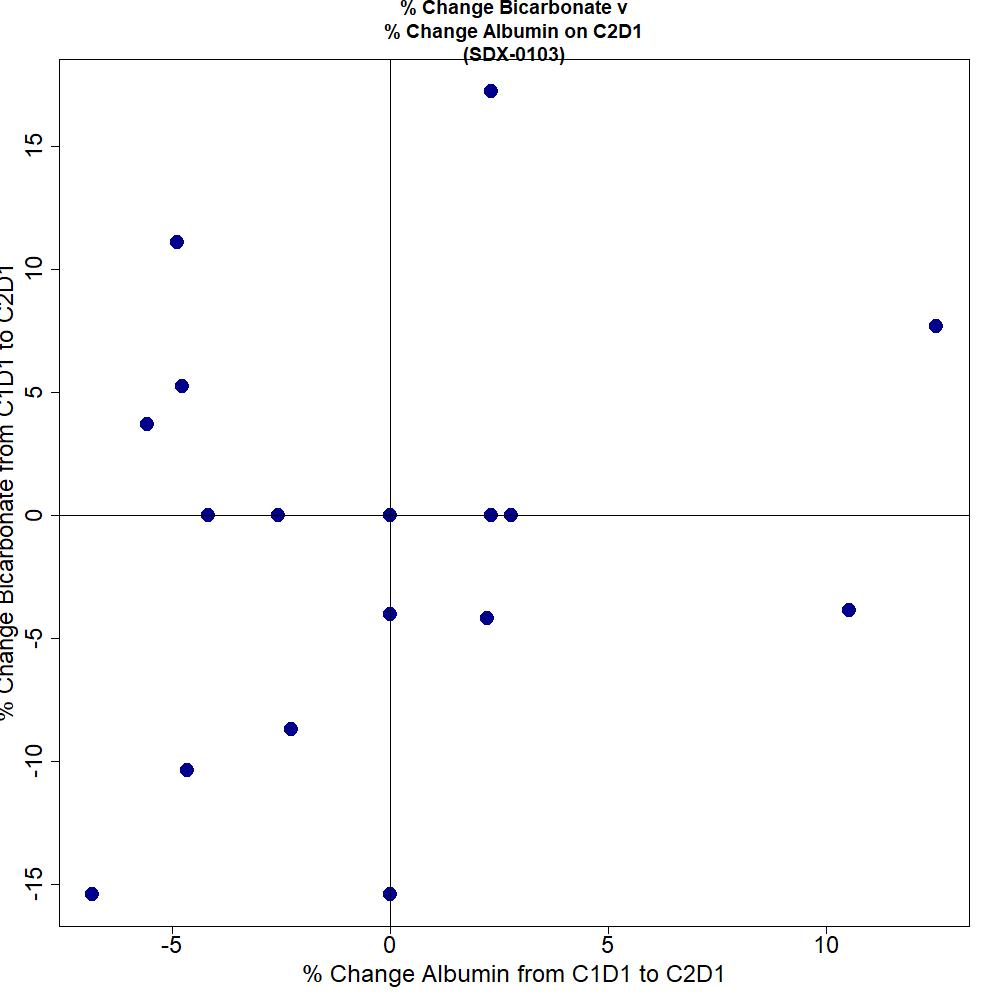 % Change Bicarbonate v
% Change Albumin on C2D1
(SDX-0103)
% Change Bicarbonate from C1D1 to C2D1
15
10
5
0
-5
-10
-15
-5
0
5
10
% Change Albumin from C1D1 to C2D1